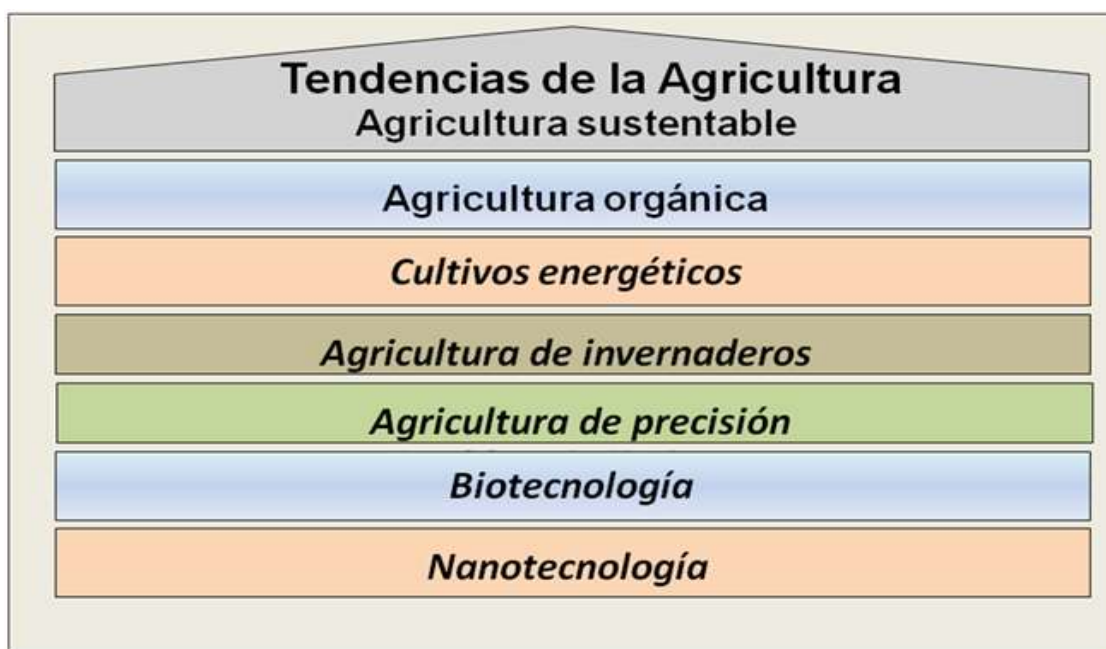 Tendencias de la Agricultura
Agricultura sustentable
Agricultura orgánica
Cultivos energéticos
Agricultura de invernaderos
Agricultura de precisión
Biotecnología
Nanotecnología